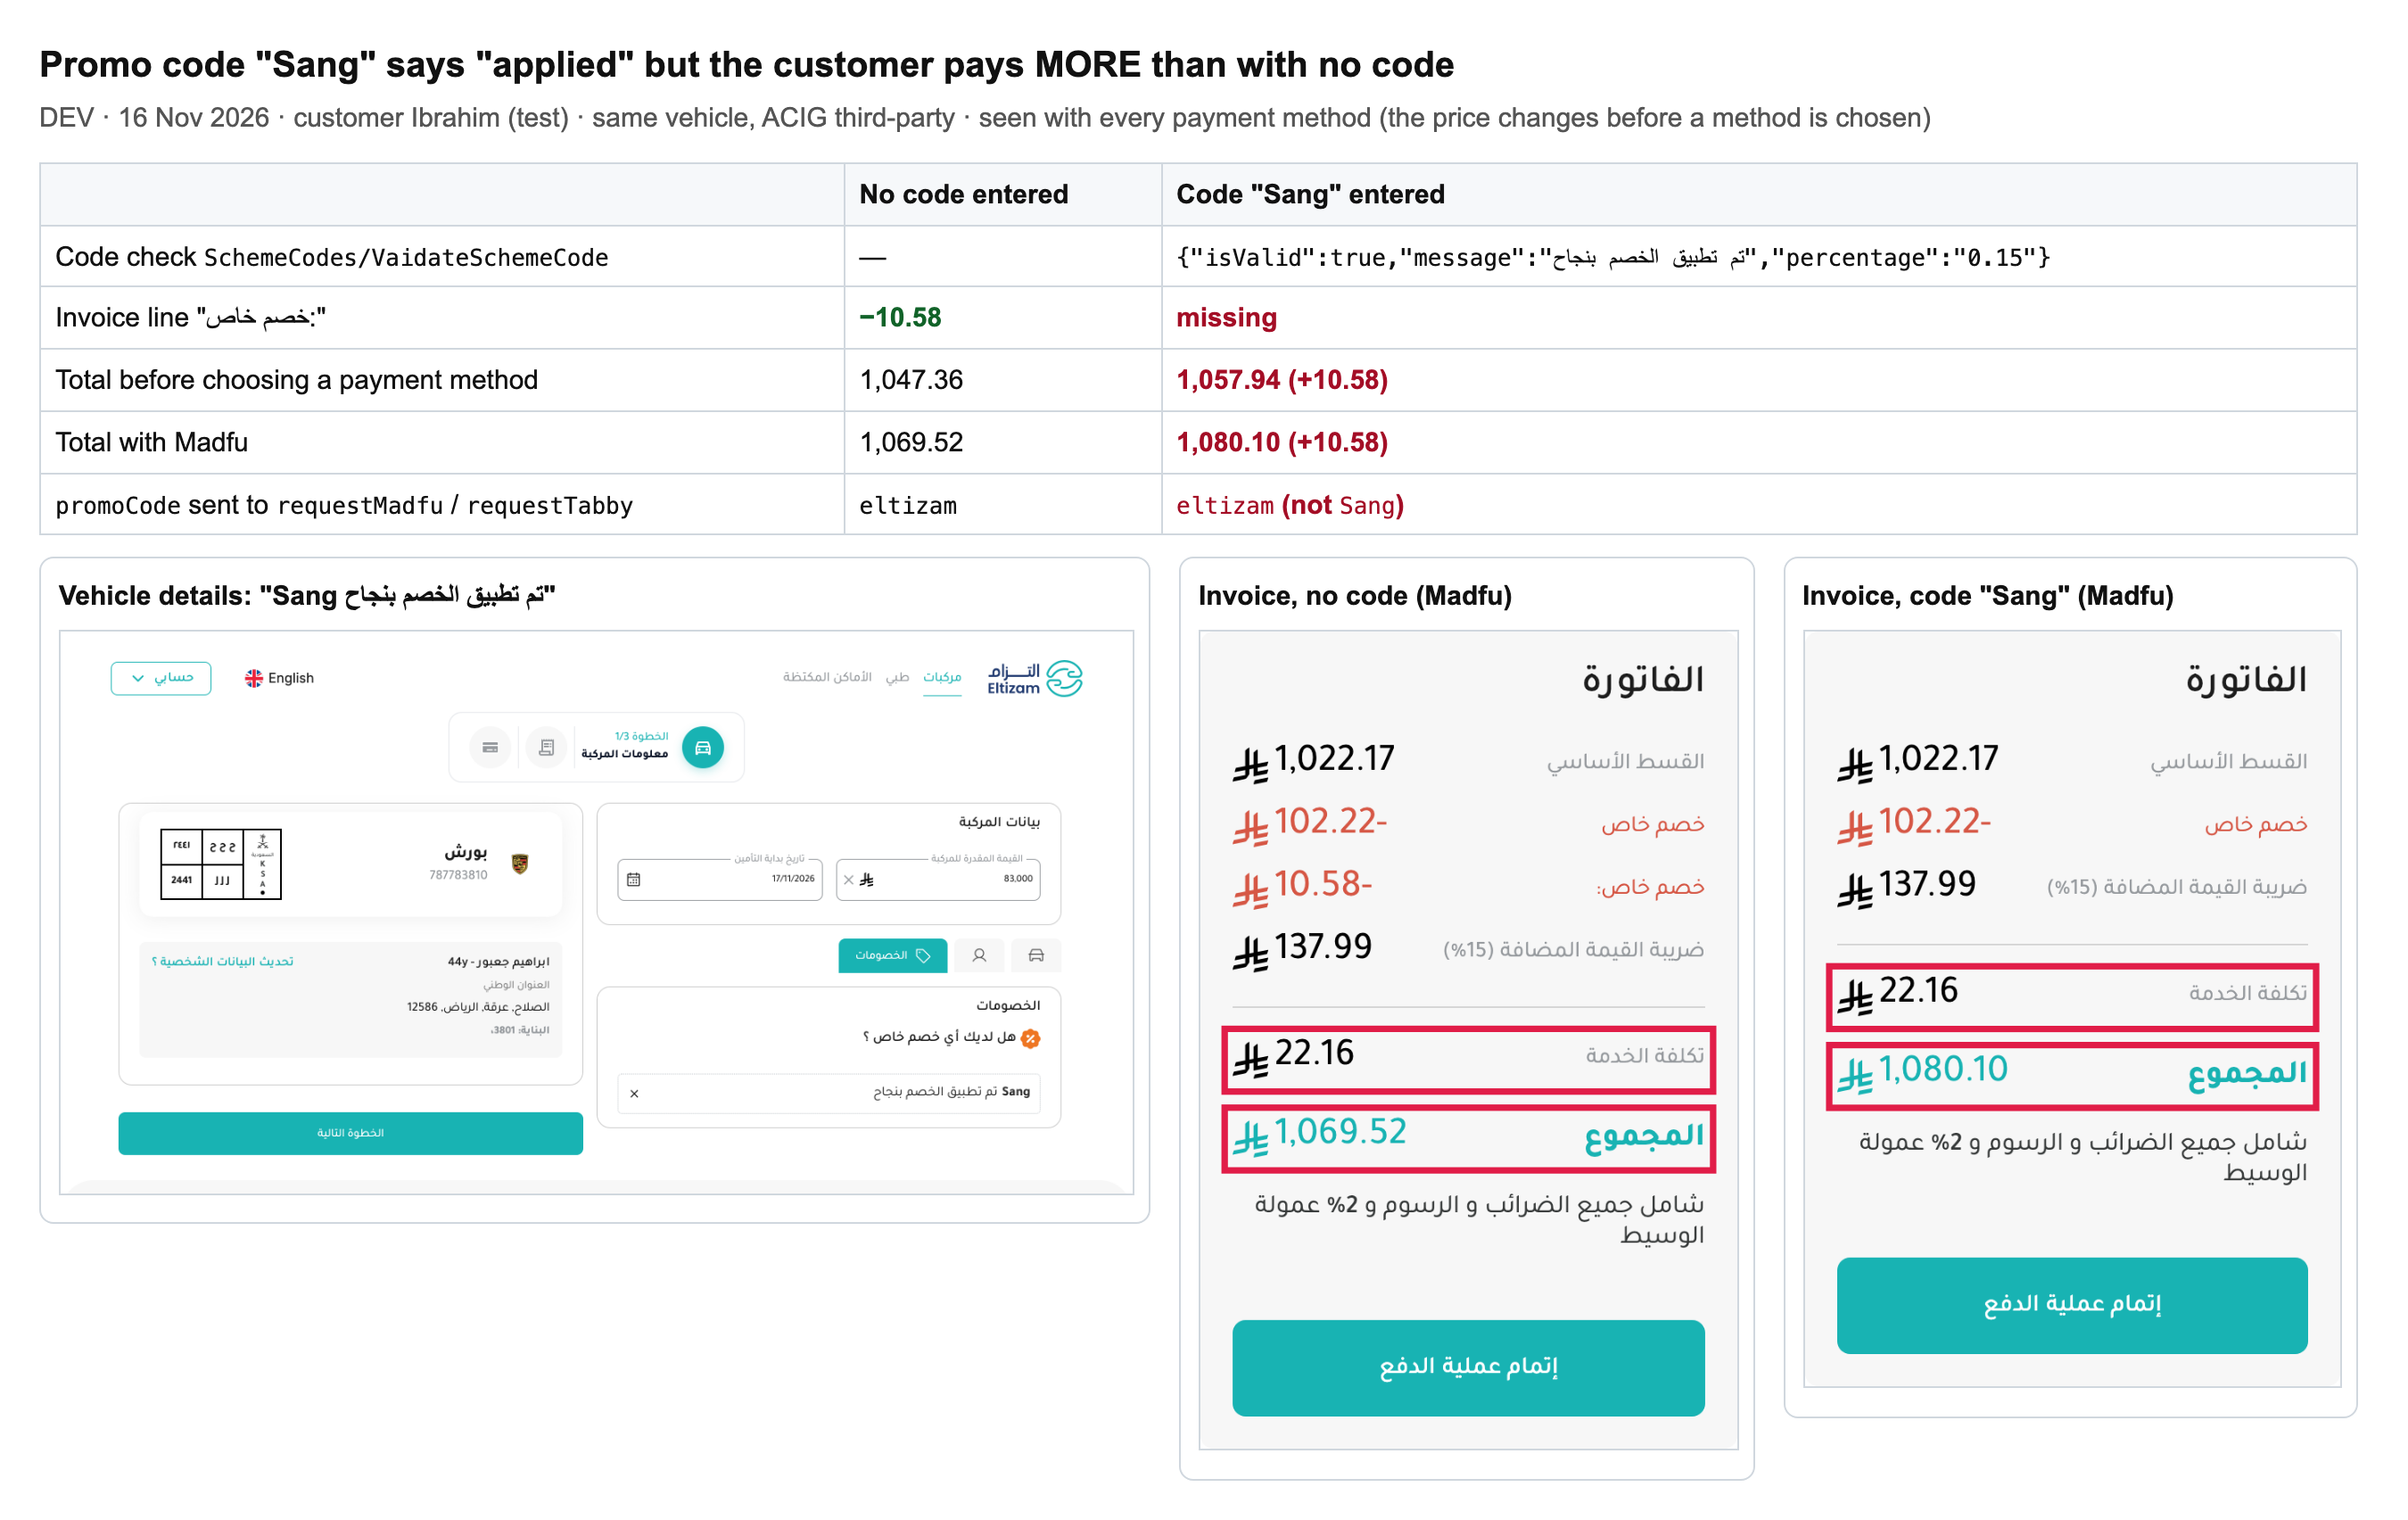 Promo code "Sang" says "applied" but the customer pays MORE than with no code
DEV · 16 Nov 2026 · customer Ibrahim (test) · same vehicle, ACIG third-party · seen with every payment method (the price changes before a method is chosen)
No code entered
Code "Sang" entered
Code check SchemeCodes/VaidateSchemeCode
—
{"isValid":true,"message":"تم تطبيق الخصم بنجاح","percentage":"0.15"}
Invoice line "خصم خاص:"
−10.58
missing
Total before choosing a payment method
1,047.36
1,057.94 (+10.58)
Total with Madfu
1,069.52
1,080.10 (+10.58)
promoCode sent to requestMadfu / requestTabby
eltizam
eltizam (not Sang)
Vehicle details: "Sang تم تطبيق الخصم بنجاح"
التزام
Eltizam
مركبات
طبي
الأماكن المكتظة
English
حسابي
الخطوة 1/3
معلومات المركبة
بيانات المركبة
القيمة المقدرة للمركبة
83,000
تاريخ بداية التأمين
17/11/2026
الخصومات
الخصومات
هل لديك أي خصم خاص ؟
Sang تم تطبيق الخصم بنجاح
بورش
787783810
٢٤٤١
السعودية
K
S
A
2441
ابراهيم جعبور - 44y
تحديث البيانات الشخصية ؟
العنوان الوطني
الصلاح, عرقة, الرياض, 12586
البناية: 3801،
الخطوة التالية
Invoice, no code (Madfu)
الفاتورة
القسط الأساسي
1,022.17
خصم خاص
102.22-
خصم خاص:
10.58-
ضريبة القيمة المضافة (15%)
137.99
تكلفة الخدمة
22.16
المجموع
1,069.52
شامل جميع الضرائب و الرسوم و 2% عمولة
الوسيط
إتمام عملية الدفع
Invoice, code "Sang" (Madfu)
الفاتورة
القسط الأساسي
1,022.17
خصم خاص
102.22-
ضريبة القيمة المضافة (15%)
137.99
تكلفة الخدمة
22.16
المجموع
1,080.10
شامل جميع الضرائب و الرسوم و 2% عمولة
الوسيط
إتمام عملية الدفع